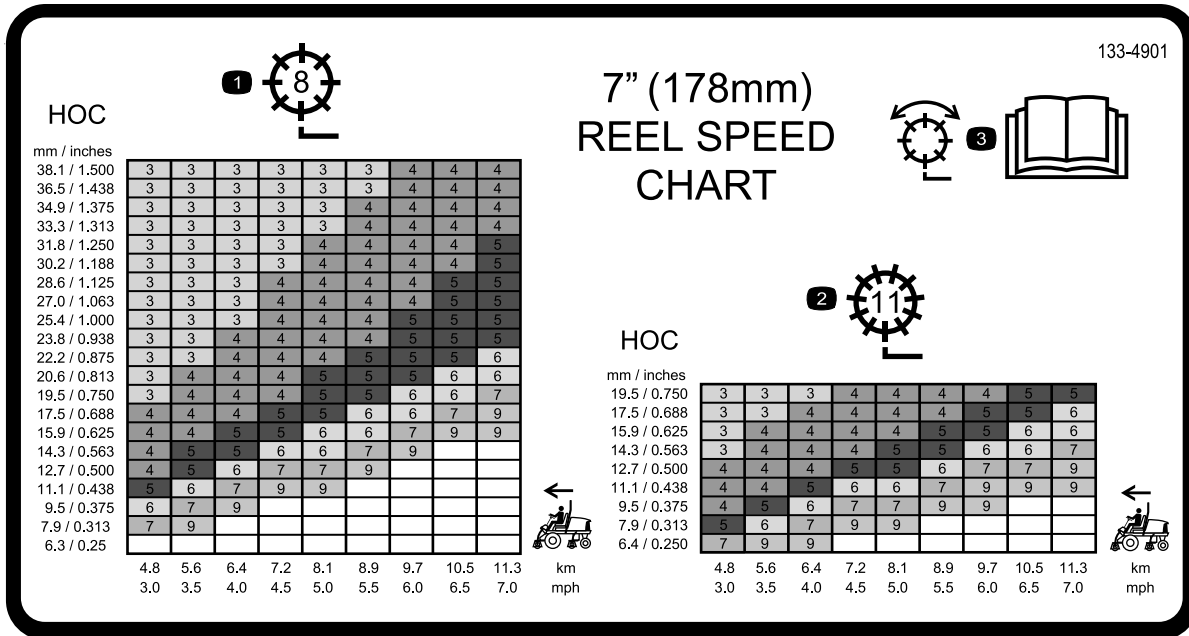 133-4901
1
8
7” (178mm)
REEL SPEED
CHART
3
HOC
mm / inches
38.1 / 1.500 3 3 3 3 3 3 4 4 4
36.5 / 1.438 3 3 3 3 3 3 4 4 4
34.9 / 1.375 3 3 3 3 3 4 4 4 4
33.3 / 1.313 3 3 3 3 3 4 4 4 4
31.8 / 1.250 3 3 3 3 4 4 4 4 5
30.2 / 1.188 3 3 3 3 4 4 4 4 5
28.6 / 1.125 3 3 3 4 4 4 4 5 5
27.0 / 1.063 3 3 3 4 4 4 4 5 5
25.4 / 1.000 3 3 3 4 4 4 5 5 5
23.8 / 0.938 3 3 4 4 4 4 5 5 5
22.2 / 0.875 3 3 4 4 4 5 5 5 6
20.6 / 0.813 3 4 4 4 5 5 5 6 6
19.5 / 0.750 3 4 4 4 5 5 6 6 7
17.5 / 0.688 4 4 4 5 5 6 6 7 9
15.9 / 0.625 4 4 5 5 6 6 7 9 9
14.3 / 0.563 4 5 5 6 6 7 9
12.7 / 0.500 4 5 6 7 7 9
11.1 / 0.438 5 6 7 9 9
9.5 / 0.375 6 7 9
7.9 / 0.313 7 9
6.3 / 0.25
4.8 5.6 6.4 7.2 8.1 8.9 9.7 10.5 11.3 km
3.0 3.5 4.0 4.5 5.0 5.5 6.0 6.5 7.0 mph
2
11
HOC
mm / inches
19.5 / 0.750 3 3 3 4 4 4 4 5 5
17.5 / 0.688 3 3 4 4 4 4 5 5 6
15.9 / 0.625 3 4 4 4 4 5 5 6 6
14.3 / 0.563 3 4 4 4 5 5 6 6 7
12.7 / 0.500 4 4 4 5 5 6 7 7 9
11.1 / 0.438 4 4 5 6 6 7 9 9 9
9.5 / 0.375 4 5 6 7 7 9 9
7.9 / 0.313 5 6 7 9 9
6.4 / 0.250 7 9 9
4.8 5.6 6.4 7.2 8.1 8.9 9.7 10.5 11.3 km
3.0 3.5 4.0 4.5 5.0 5.5 6.0 6.5 7.0 mph